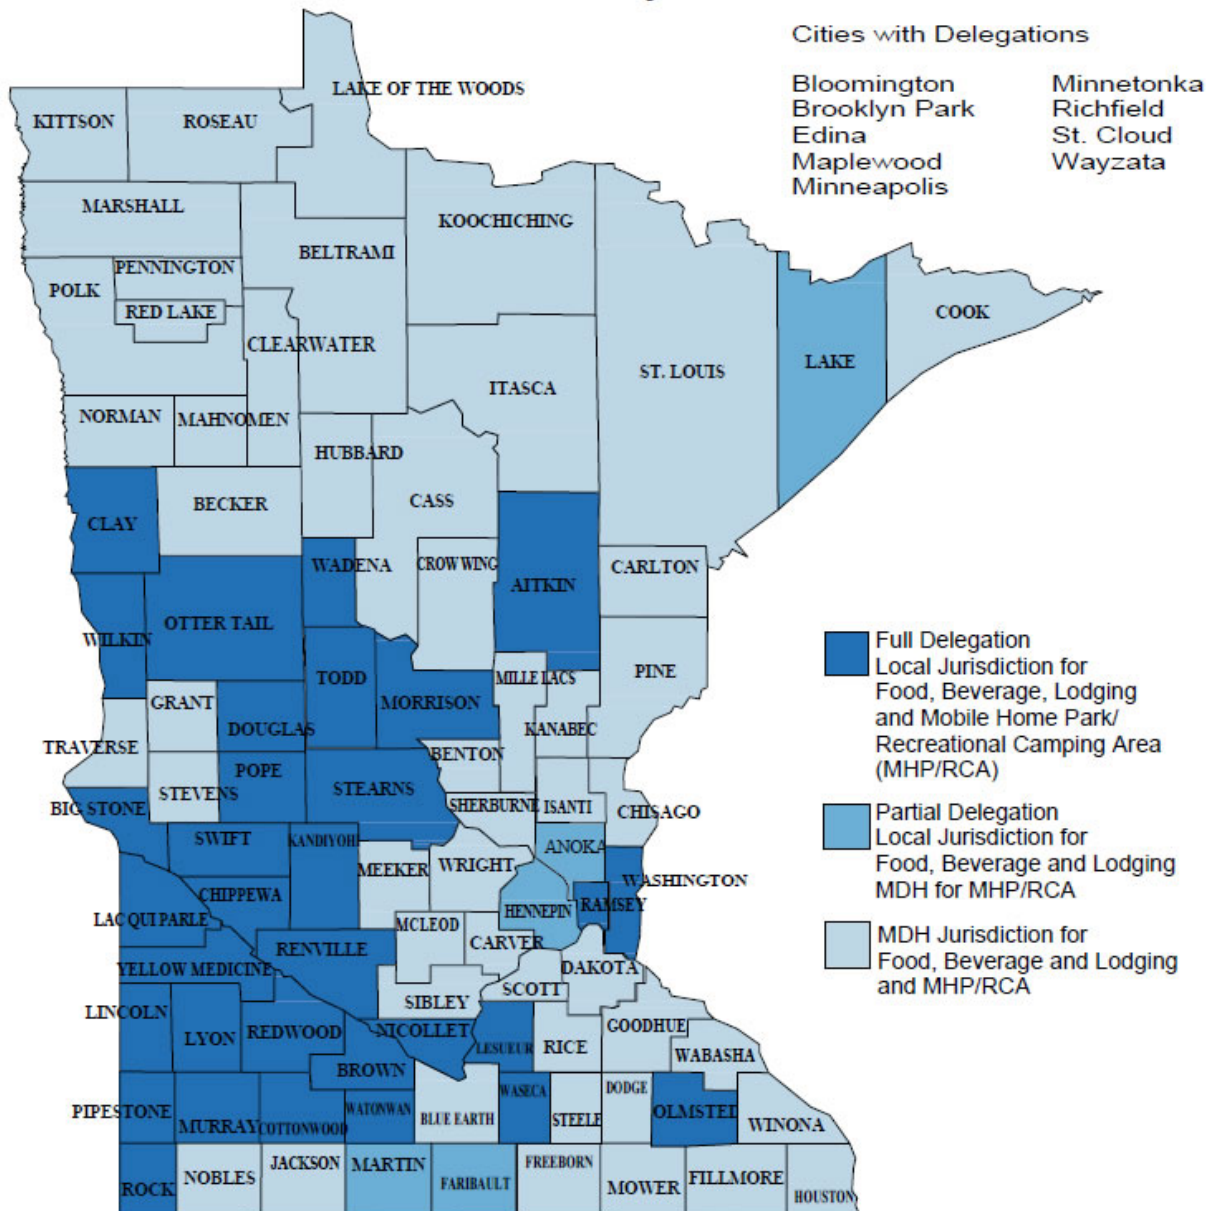 Cities with Delegations
Bloomington
Brooklyn Park
Edina
Maplewood
Minneapolis
Minnetonka
Richfield
St. Cloud
Wayzata
LAKE OF THE WOODS
KITTSON
ROSEAU
MARSHALL
KOOCHICHING
BELTRAMI
PENNINGTON
POLK
RED LAKE
COOK
CLEARWATER
LAKE
ST. LOUIS
ITASCA
NORMAN
MAHNOMEN
HUBBARD
CASS
BECKER
CLAY
WADENA
CROW WING
AITKIN
CARLTON
OTTER TAIL
WILKIN
TODD
MORRISON
MILLE LACS
PINE
GRANT
DOUGLAS
KANABEC
TRAVERSE
BENTON
POPE
STEARNS
STEVENS
BIG STONE
SHERBURNE
ISANTI
CHISAGO
SWIFT
KANDIYOHI
ANOKA
MEEKER
WRIGHT
WASHINGTON
CHIPPEWA
LAC QUI PARLE
HENNEPIN
RAMSEY
MCLEOD
CARVER
RENVILLE
YELLOW MEDICINE
DAKOTA
SCOTT
SIBLEY
LINCOLN
LYON
REDWOOD
NICOLLET
LESUEUR
RICE
GOODHUE
WABASHA
BROWN
PIPESTONE
MURRAY
COTTONWOOD
WATONWAN
BLUE EARTH
WASECA
STEELE
DODGE
OLMSTED
WINONA
ROCK
NOBLES
JACKSON
MARTIN
FARIBAULT
FREEBORN
MOWER
FILLMORE
HOUSTON
Full Delegation
Local Jurisdiction for
Food, Beverage, Lodging
and Mobile Home Park/
Recreational Camping Area
(MHP/RCA)
Partial Delegation
Local Jurisdiction for
Food, Beverage and Lodging
MDH for MHP/RCA
MDH Jurisdiction for
Food, Beverage and Lodging
and MHP/RCA